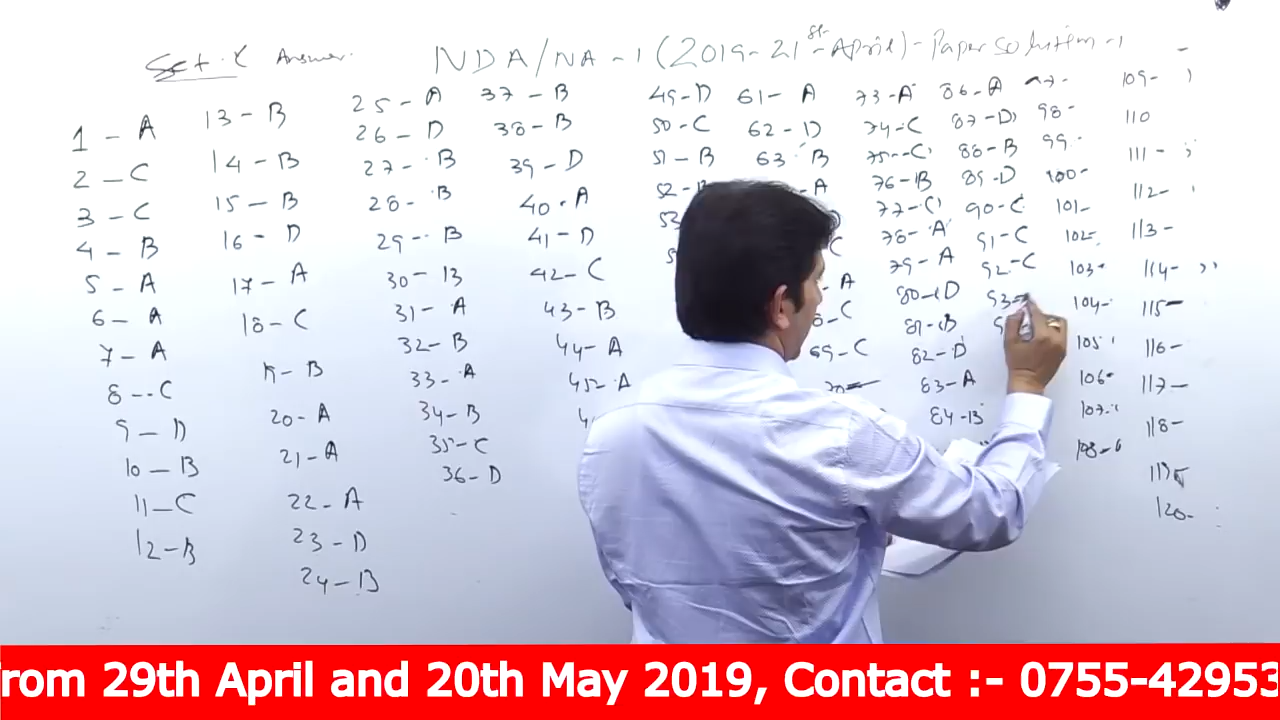 Set-X Answer. NDA/NA-1 (2019-21st-April)-Paper solution-1
1-A
2-C
3-C
4-B
5-A
6-A
7-A
8-C
9-D
10-B
11-C
12-B
13-B
14-B
15-B
16-D
17-A
18-C
19-B
20-A
21-A
22-A
23-D
24-B
25-A
26-D
27-B
28-B
29-B
30-B
31-A
32-B
33-A
34-B
35-C
36-D
37-B
38-B
39-D
40-A
41-D
42-C
43-B
44-A
45-A
49-D
50-C
51-B
52-B
61-A
62-D
63-B
-A
-A
-C
69-C
70-
73-A
74-C
75-C
76-B
77-C
78-A
79-A
80-D
81-B
82-D
83-A
84-B
86-A
87-D
88-B
89-D
90-C
91-C
92-C
93-
97-
98-
99-
100-
101-
102-
103-
104-
105
106-
107-
108-
109-
110
111-
112-
113-
114-
115-
116-
117-
118-
119
120-
from 29th April and 20th May 2019, Contact :- 0755-42953